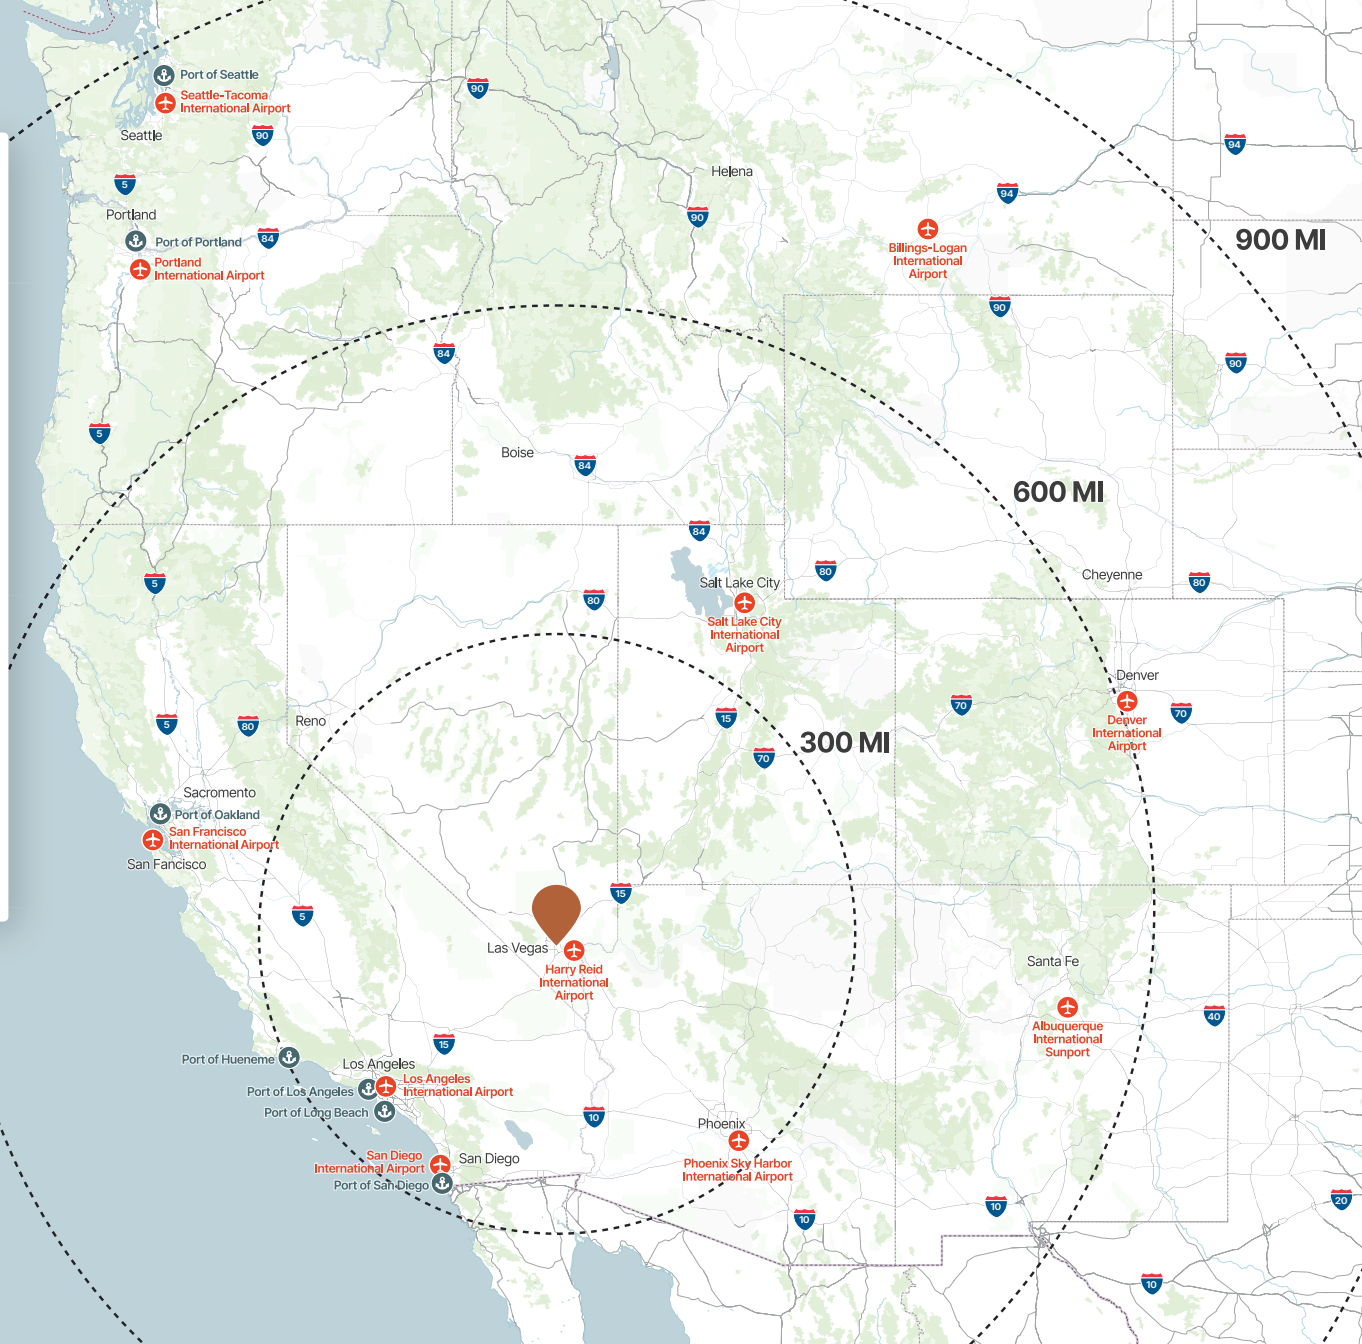 Port of Seattle
Seattle-Tacoma
International Airport
90
Seattle
90
94
5
Helena
94
90
Portland
Port of Portland
84
Portland
International Airport
Billings-Logan
International
Airport
900 MI
90
84
90
5
Boise
84
600 MI
84
5
80
Salt Lake City
80
Cheyenne
80
Salt Lake City
International
Airport
Denver
70
70
Denver
International
Airport
5
80
Reno
15
70
300 MI
Sacromento
Port of Oakland
San Francisco
International Airport
San Fancisco
5
15
Las Vegas
Harry Reid
International
Airport
Santa Fe
Albuquerque
International
Sunport
40
15
Port of Hueneme
Los Angeles
Los Angeles
International Airport
Port of Los Angeles
Port of Long Beach
10
Phoenix
Phoenix Sky Harbor
International Airport
San Diego
International Airport
San Diego
Port of San Diego
10
10
20
10